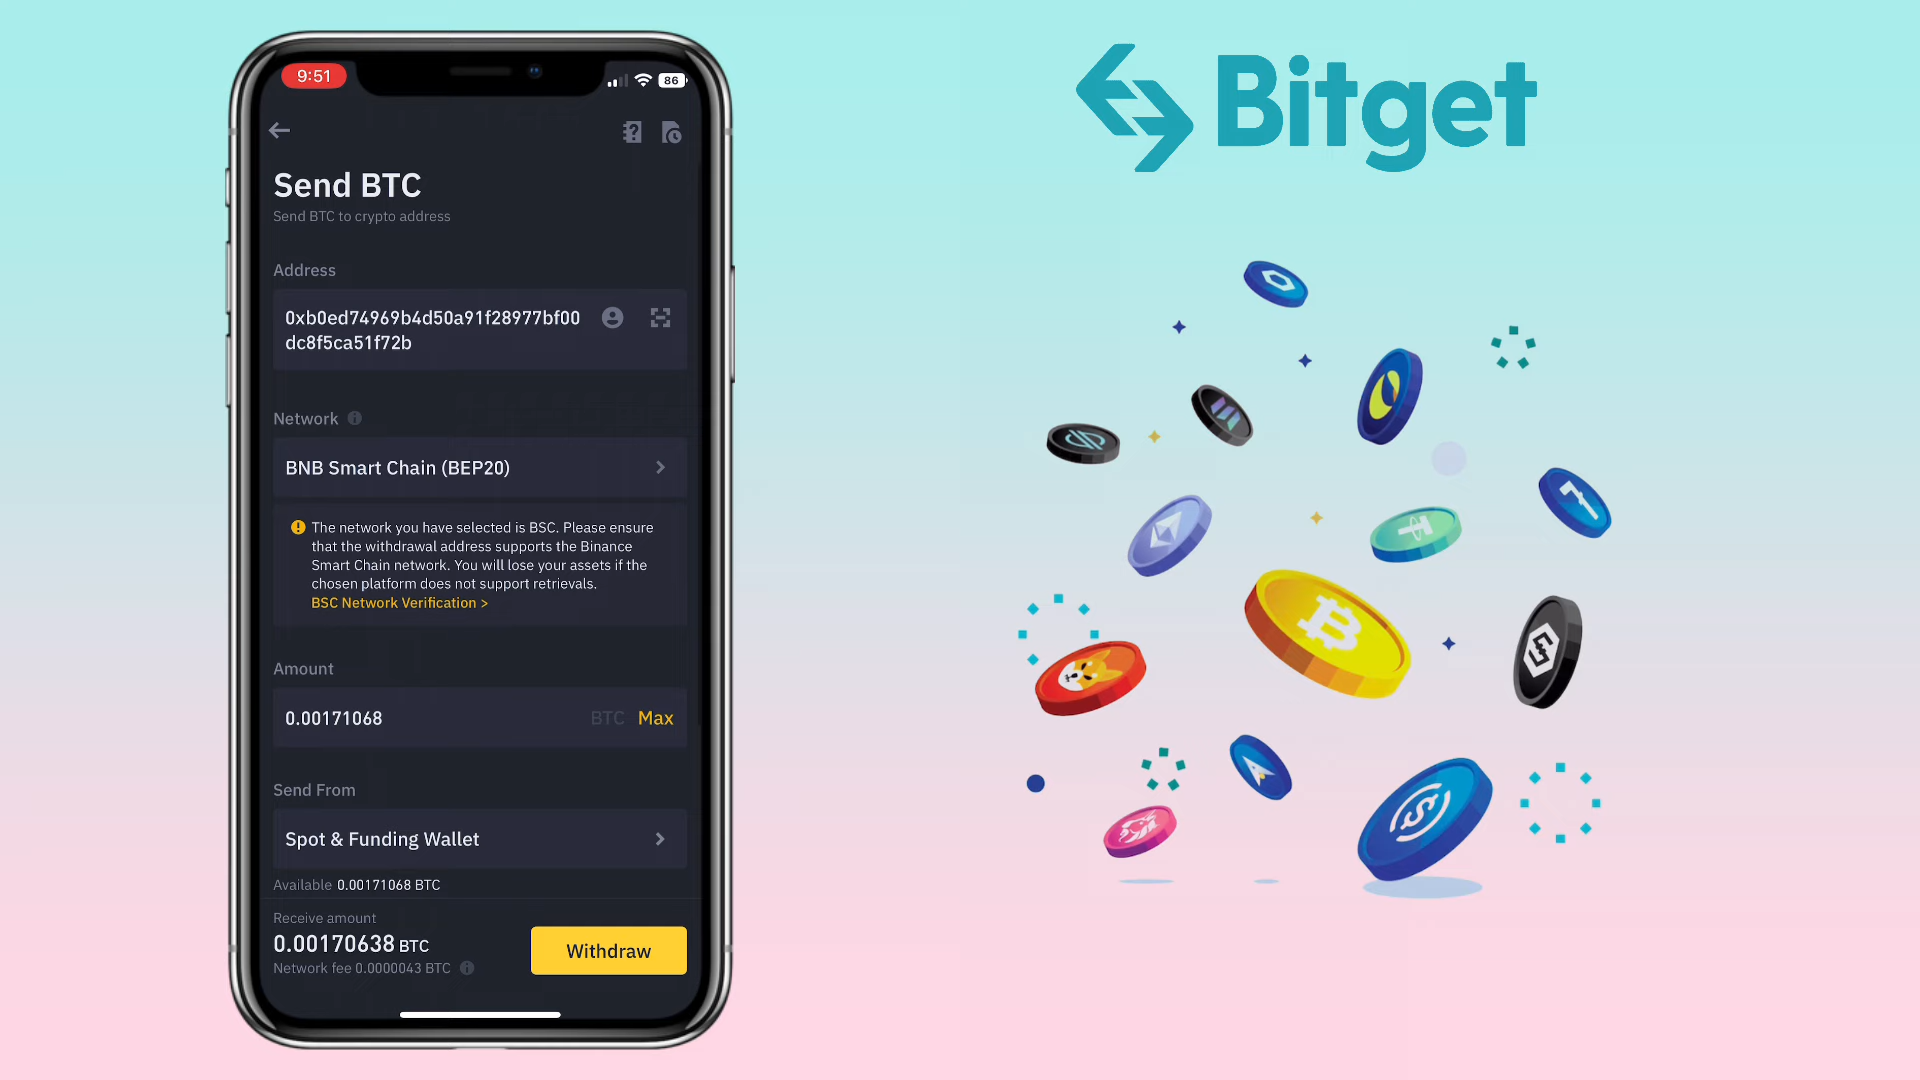 9:51
86
Send BTC
Send BTC to crypto address
Address
0xb0ed74969b4d50a91f28977bf00
dc8f5ca51f72b
Network
BNB Smart Chain (BEP20)
The network you have selected is BSC. Please ensure
that the withdrawal address supports the Binance
Smart Chain network. You will lose your assets if the
chosen platform does not support retrievals.
BSC Network Verification >
Amount
0.00171068 BTC Max
Send From
Spot & Funding Wallet
Available 0.00171068 BTC
Receive amount
0.00170638 BTC
Network fee 0.0000043 BTC
Withdraw
Bitget